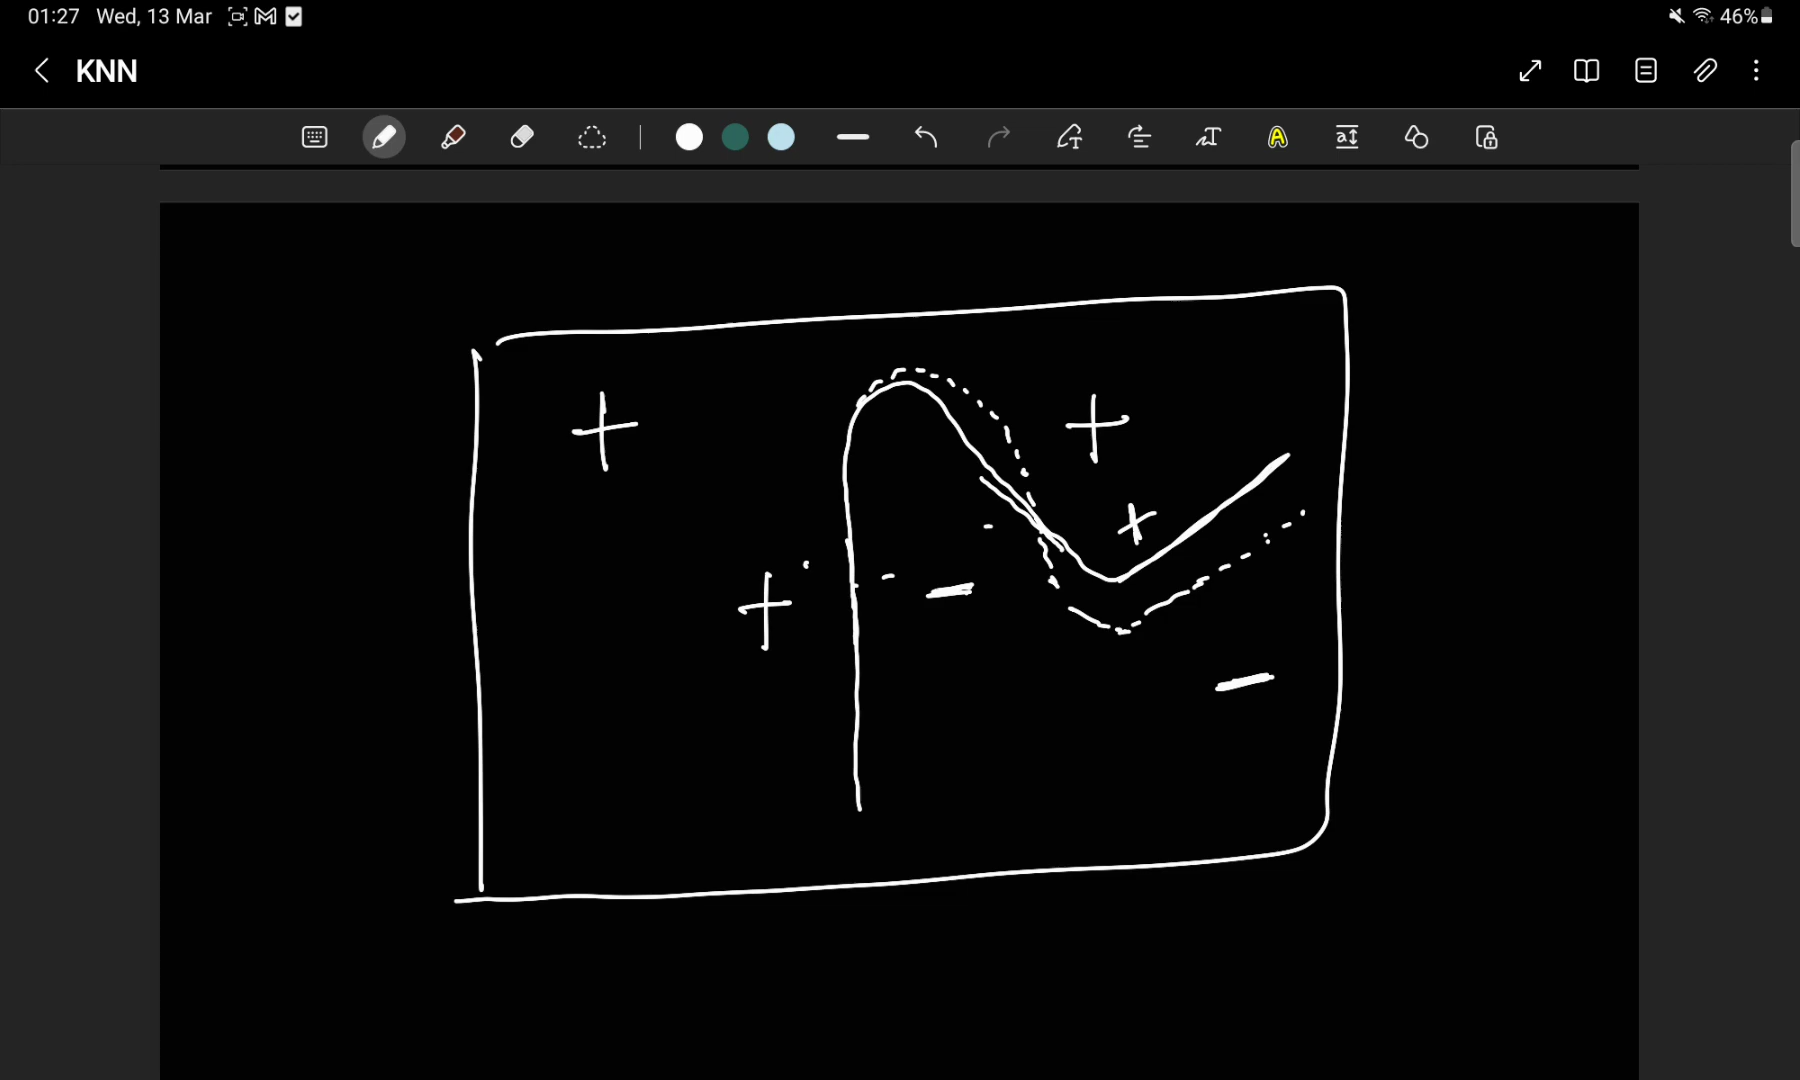 01:27 Wed, 13 Mar 46%
KNN
T T A a
+ +
+
+ -
-